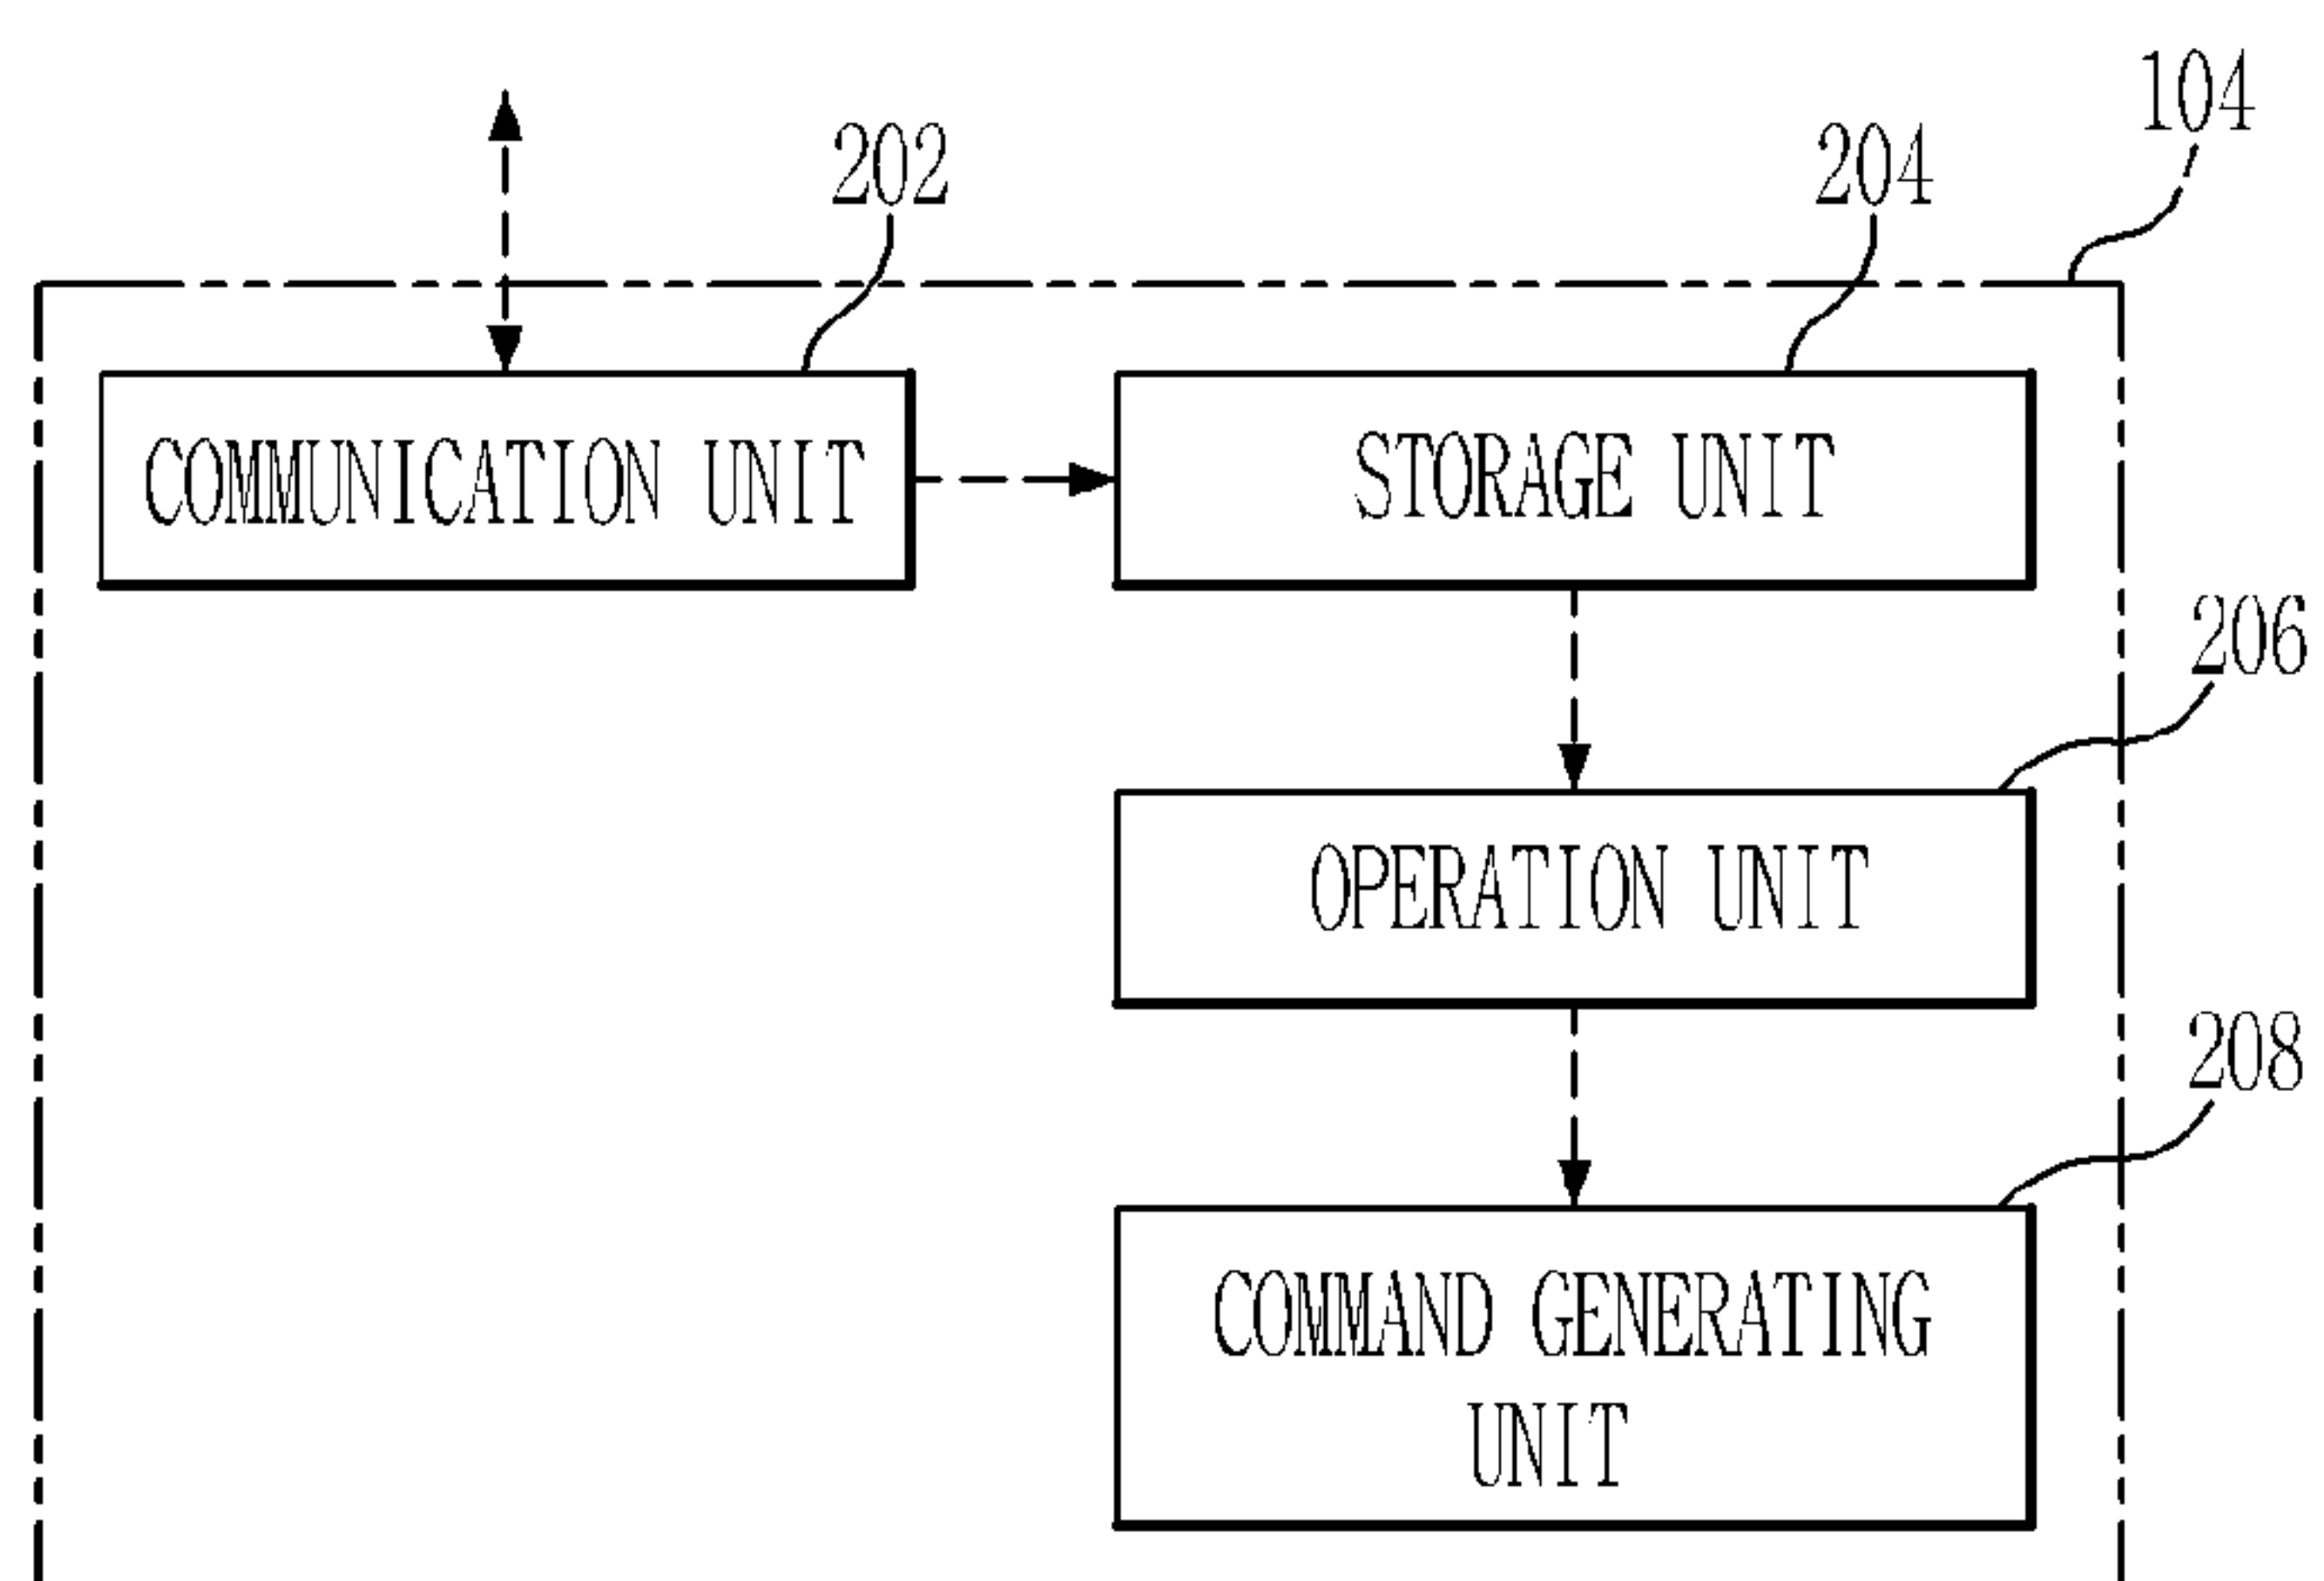 104
202
204
COMMUNICATION UNIT
STORAGE UNIT
206
OPERATION UNIT
208
COMMAND GENERATING
UNIT